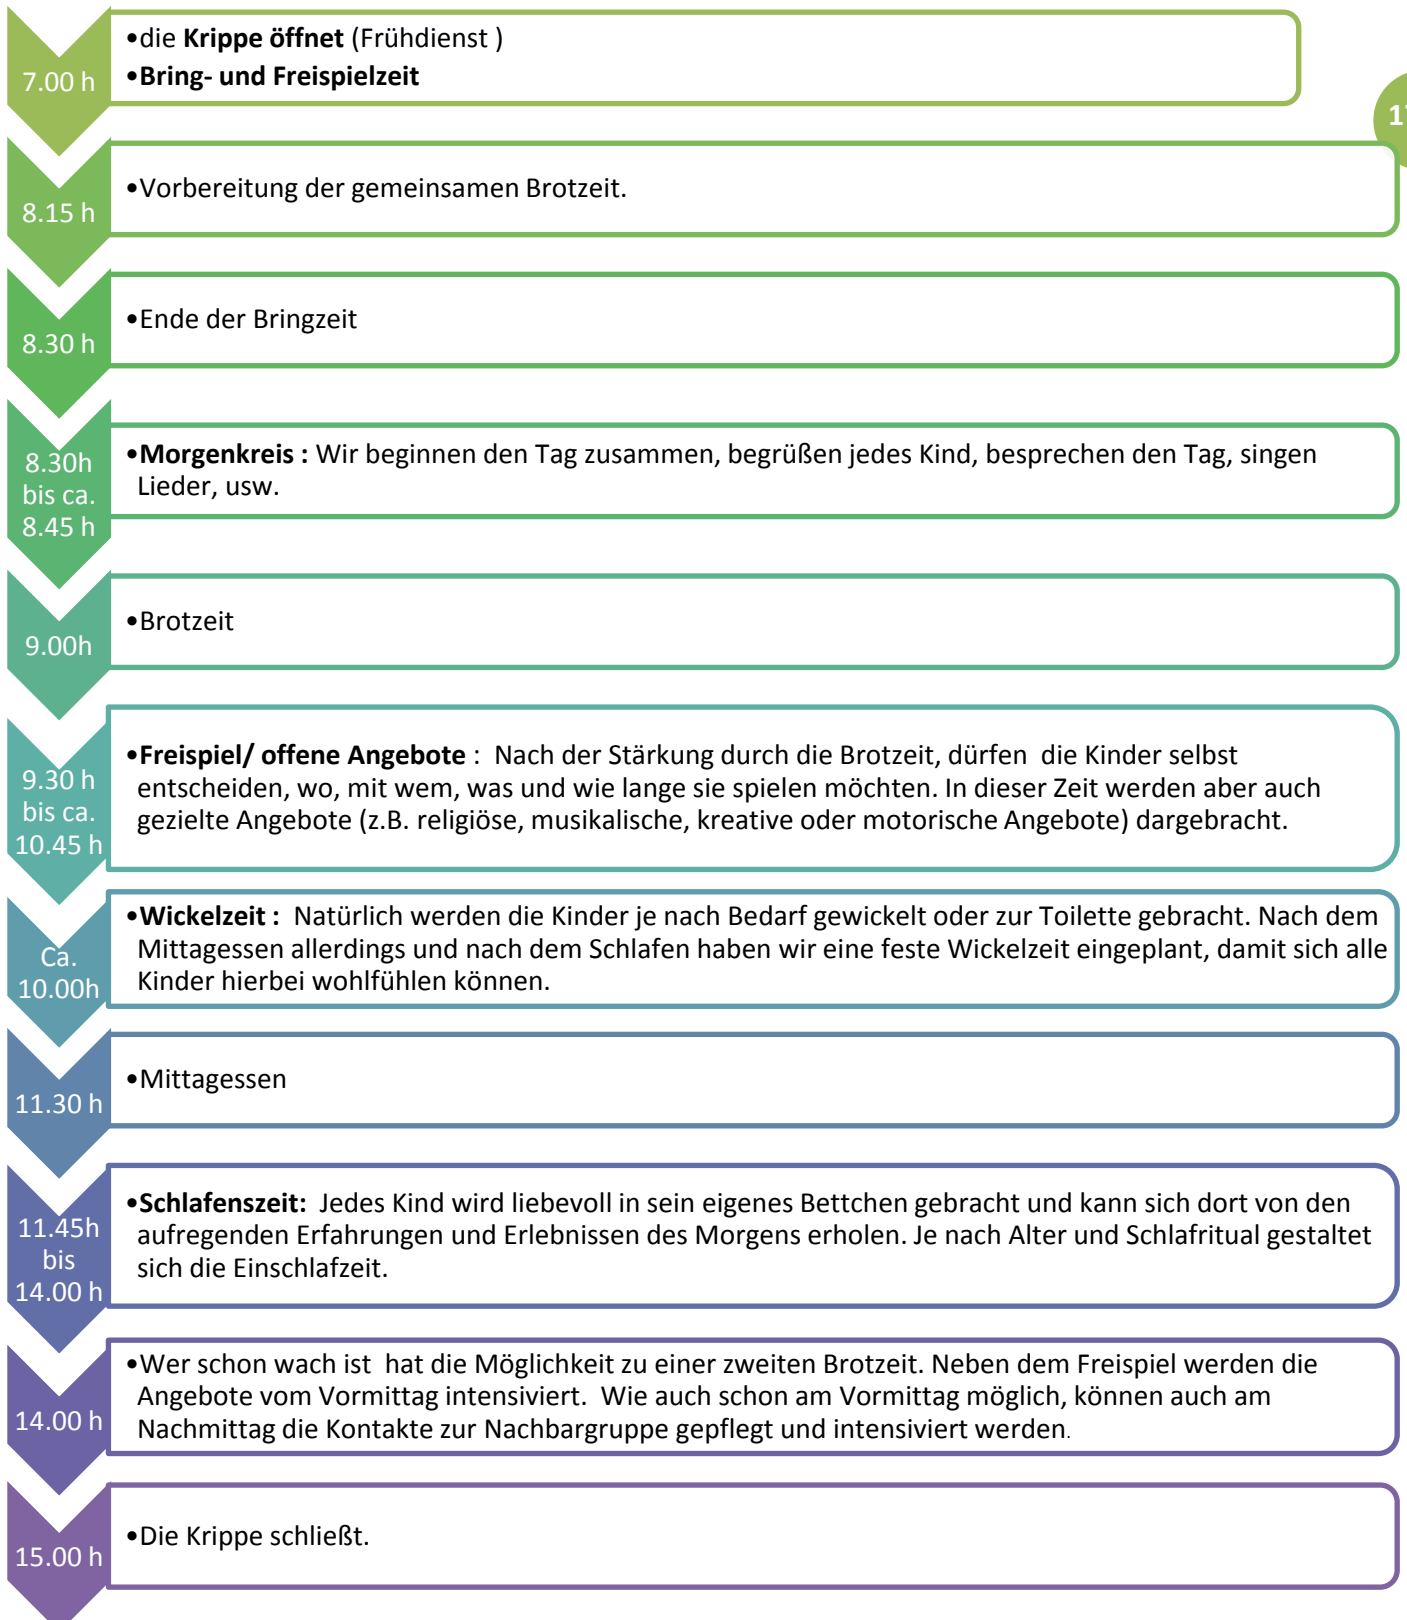 7.00 h
•die Krippe öffnet (Frühdienst )
•Bring- und Freispielzeit
8.15 h
•Vorbereitung der gemeinsamen Brotzeit.
8.30 h
•Ende der Bringzeit
8.30h
bis ca.
8.45 h
•Morgenkreis : Wir beginnen den Tag zusammen, begrüßen jedes Kind, besprechen den Tag, singen
Lieder, usw.
9.00h
•Brotzeit
9.30 h
bis ca.
10.45 h
•Freispiel/ offene Angebote : Nach der Stärkung durch die Brotzeit, dürfen die Kinder selbst
entscheiden, wo, mit wem, was und wie lange sie spielen möchten. In dieser Zeit werden aber auch
gezielte Angebote (z.B. religiöse, musikalische, kreative oder motorische Angebote) dargebracht.
Ca.
10.00h
•Wickelzeit : Natürlich werden die Kinder je nach Bedarf gewickelt oder zur Toilette gebracht. Nach dem
Mittagessen allerdings und nach dem Schlafen haben wir eine feste Wickelzeit eingeplant, damit sich alle
Kinder hierbei wohlfühlen können.
11.30 h
•Mittagessen
11.45h
bis
14.00 h
•Schlafenszeit: Jedes Kind wird liebevoll in sein eigenes Bettchen gebracht und kann sich dort von den
aufregenden Erfahrungen und Erlebnissen des Morgens erholen. Je nach Alter und Schlafritual gestaltet
sich die Einschlafzeit.
14.00 h
•Wer schon wach ist hat die Möglichkeit zu einer zweiten Brotzeit. Neben dem Freispiel werden die
Angebote vom Vormittag intensiviert. Wie auch schon am Vormittag möglich, können auch am
Nachmittag die Kontakte zur Nachbargruppe gepflegt und intensiviert werden.
15.00 h
•Die Krippe schließt.